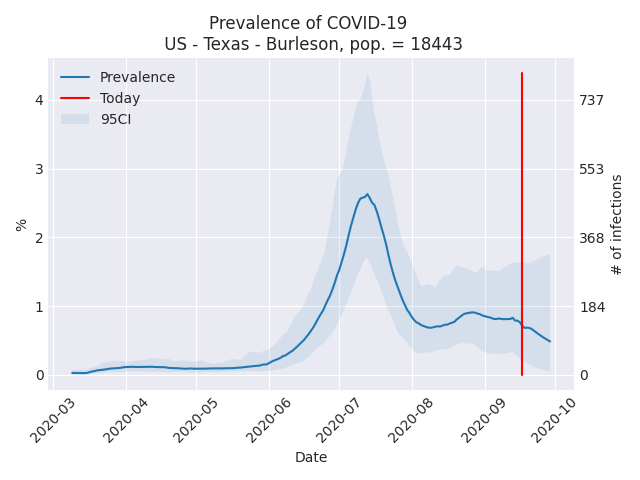 Prevalence of COVID-19
US - Texas - Burleson, pop. = 18443
Prevalence
Today
95CI
4
3
2
1
0
%
737
553
368
184
0
# of infections
2020-03
2020-04
2020-05
2020-06
2020-07
2020-08
2020-09
2020-10
Date